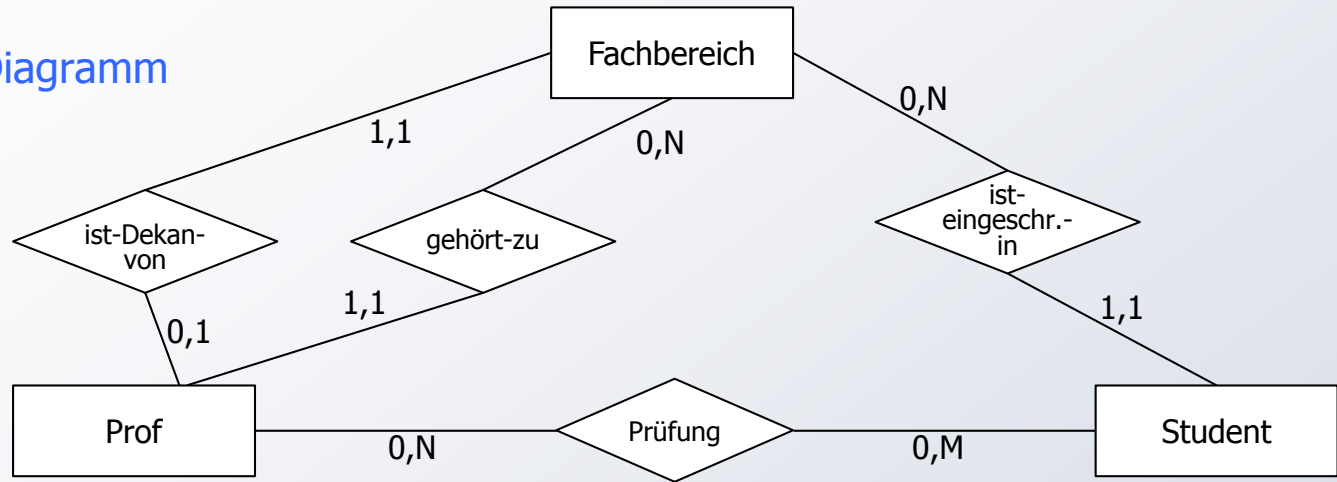 Fachbereich
Diagramm
0,N
1,1
0,N
ist-
eingeschr.-
in
ist-Dekan-
von
gehört-zu
1,1
1,1
0,1
Prof
Prüfung
Student
0,N
0,M